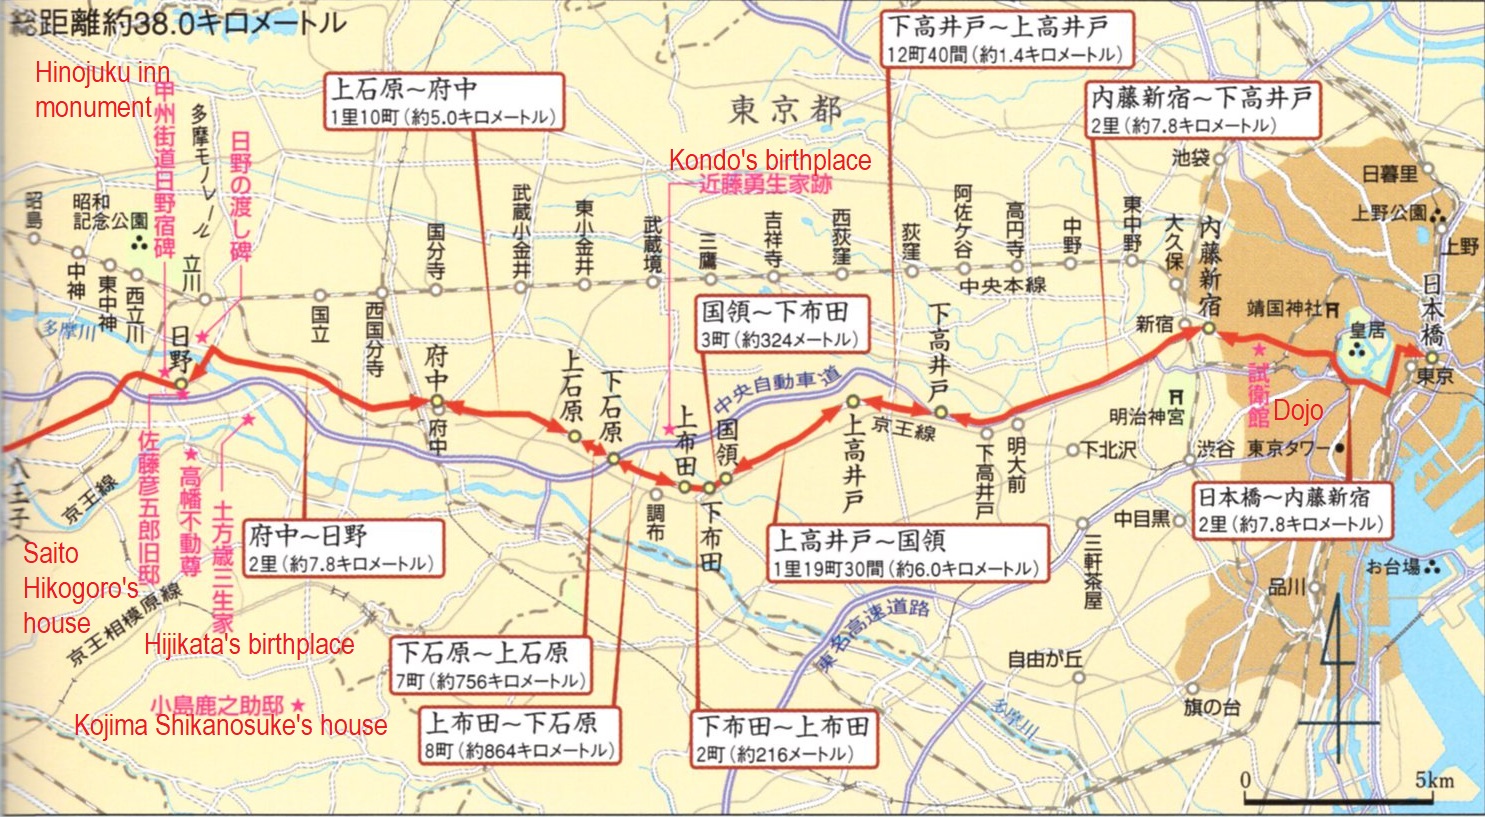 総距離約38.0キロメートル
Hinojuku inn
monument
甲州街道日野宿碑
多摩モノレール
日野の渡し碑
上石原～府中
1里10町(約5.0キロメートル)
東京都
下高井戸～上高井戸
12町40間(約1.4キロメートル)
内藤新宿～下高井戸
2里(約7.8キロメートル)
Kondo's birthplace
近藤勇生家跡
池袋
日暮里
上野公園
上野
日本橋
昭島
昭和
記念公園
中神
東中神
西立川
立川
国立
西国分寺
国分寺
武蔵小金井
東小金井
武蔵境
三鷹
吉祥寺
西荻窪
荻窪
阿佐ケ谷
高円寺
中野
東中野
大久保
内藤新宿
中央本線
新宿
靖国神社
皇居
東京
多摩川
日野
府中
府中
上石原
下石原
上布田
国領
下布田
調布
国領～下布田
3町(約324メートル)
中央自動車道
下高井戸
上高井戸
京王線
下高井戸
明大前
明治神宮
試衛館
Dojo
下北沢
渋谷
東京タワー
八王子へ
京王線
佐藤彦五郎旧邸
高幡不動尊
土方歳三生家
府中～日野
2里(約7.8キロメートル)
上高井戸～国領
1里19町30間(約6.0キロメートル)
日本橋～内藤新宿
2里(約7.8キロメートル)
中目黒
三軒茶屋
お台場
品川
Saito
Hikogoro's
house
京王相模原線
Hijikata's birthplace
東名高速道路
下石原～上石原
7町(約756キロメートル)
自由が丘
旗の台
小島鹿之助邸
Kojima Shikanosuke's house
上布田～下石原
8町(約864キロメートル)
下布田～上布田
2町(約216メートル)
多摩川
0
5km